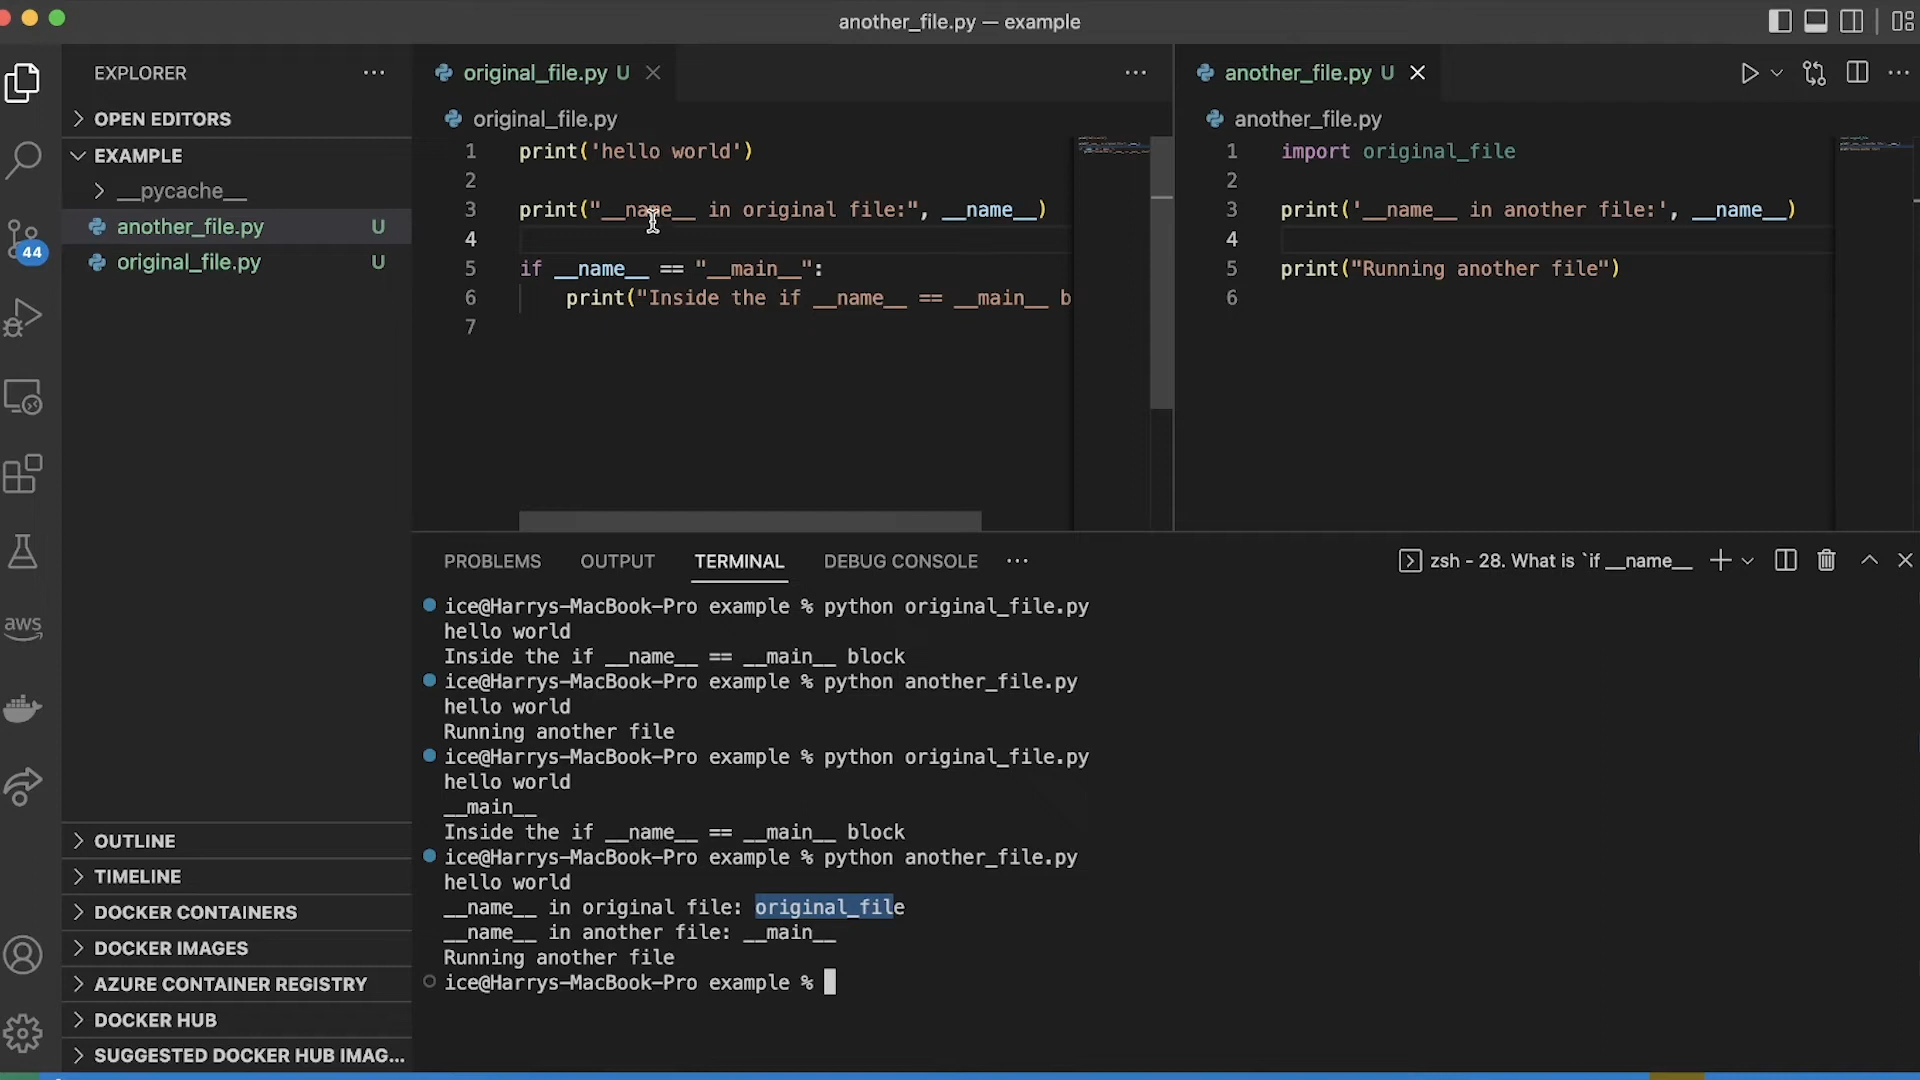 another_file.py — example
EXPLORER
OPEN EDITORS
EXAMPLE
__pycache__
another_file.py U
original_file.py U
44
aws
OUTLINE
TIMELINE
DOCKER CONTAINERS
DOCKER IMAGES
AZURE CONTAINER REGISTRY
DOCKER HUB
SUGGESTED DOCKER HUB IMAG...
original_file.py U
original_file.py
1 print('hello world')
2
3 print("__name__ in original file:", __name__)
4
5 if __name__ == "__main__":
6 print("Inside the if __name__ == __main__ b
7
another_file.py U
another_file.py
1 import original_file
2
3 print('__name__ in another file:', __name__)
4
5 print("Running another file")
6
PROBLEMS OUTPUT TERMINAL DEBUG CONSOLE
zsh - 28. What is `if __name__
ice@Harrys-MacBook-Pro example % python original_file.py
hello world
Inside the if __name__ == __main__ block
ice@Harrys-MacBook-Pro example % python another_file.py
hello world
Running another file
ice@Harrys-MacBook-Pro example % python original_file.py
hello world
__main__
Inside the if __name__ == __main__ block
ice@Harrys-MacBook-Pro example % python another_file.py
hello world
__name__ in original file: original_file
__name__ in another file: __main__
Running another file
ice@Harrys-MacBook-Pro example %